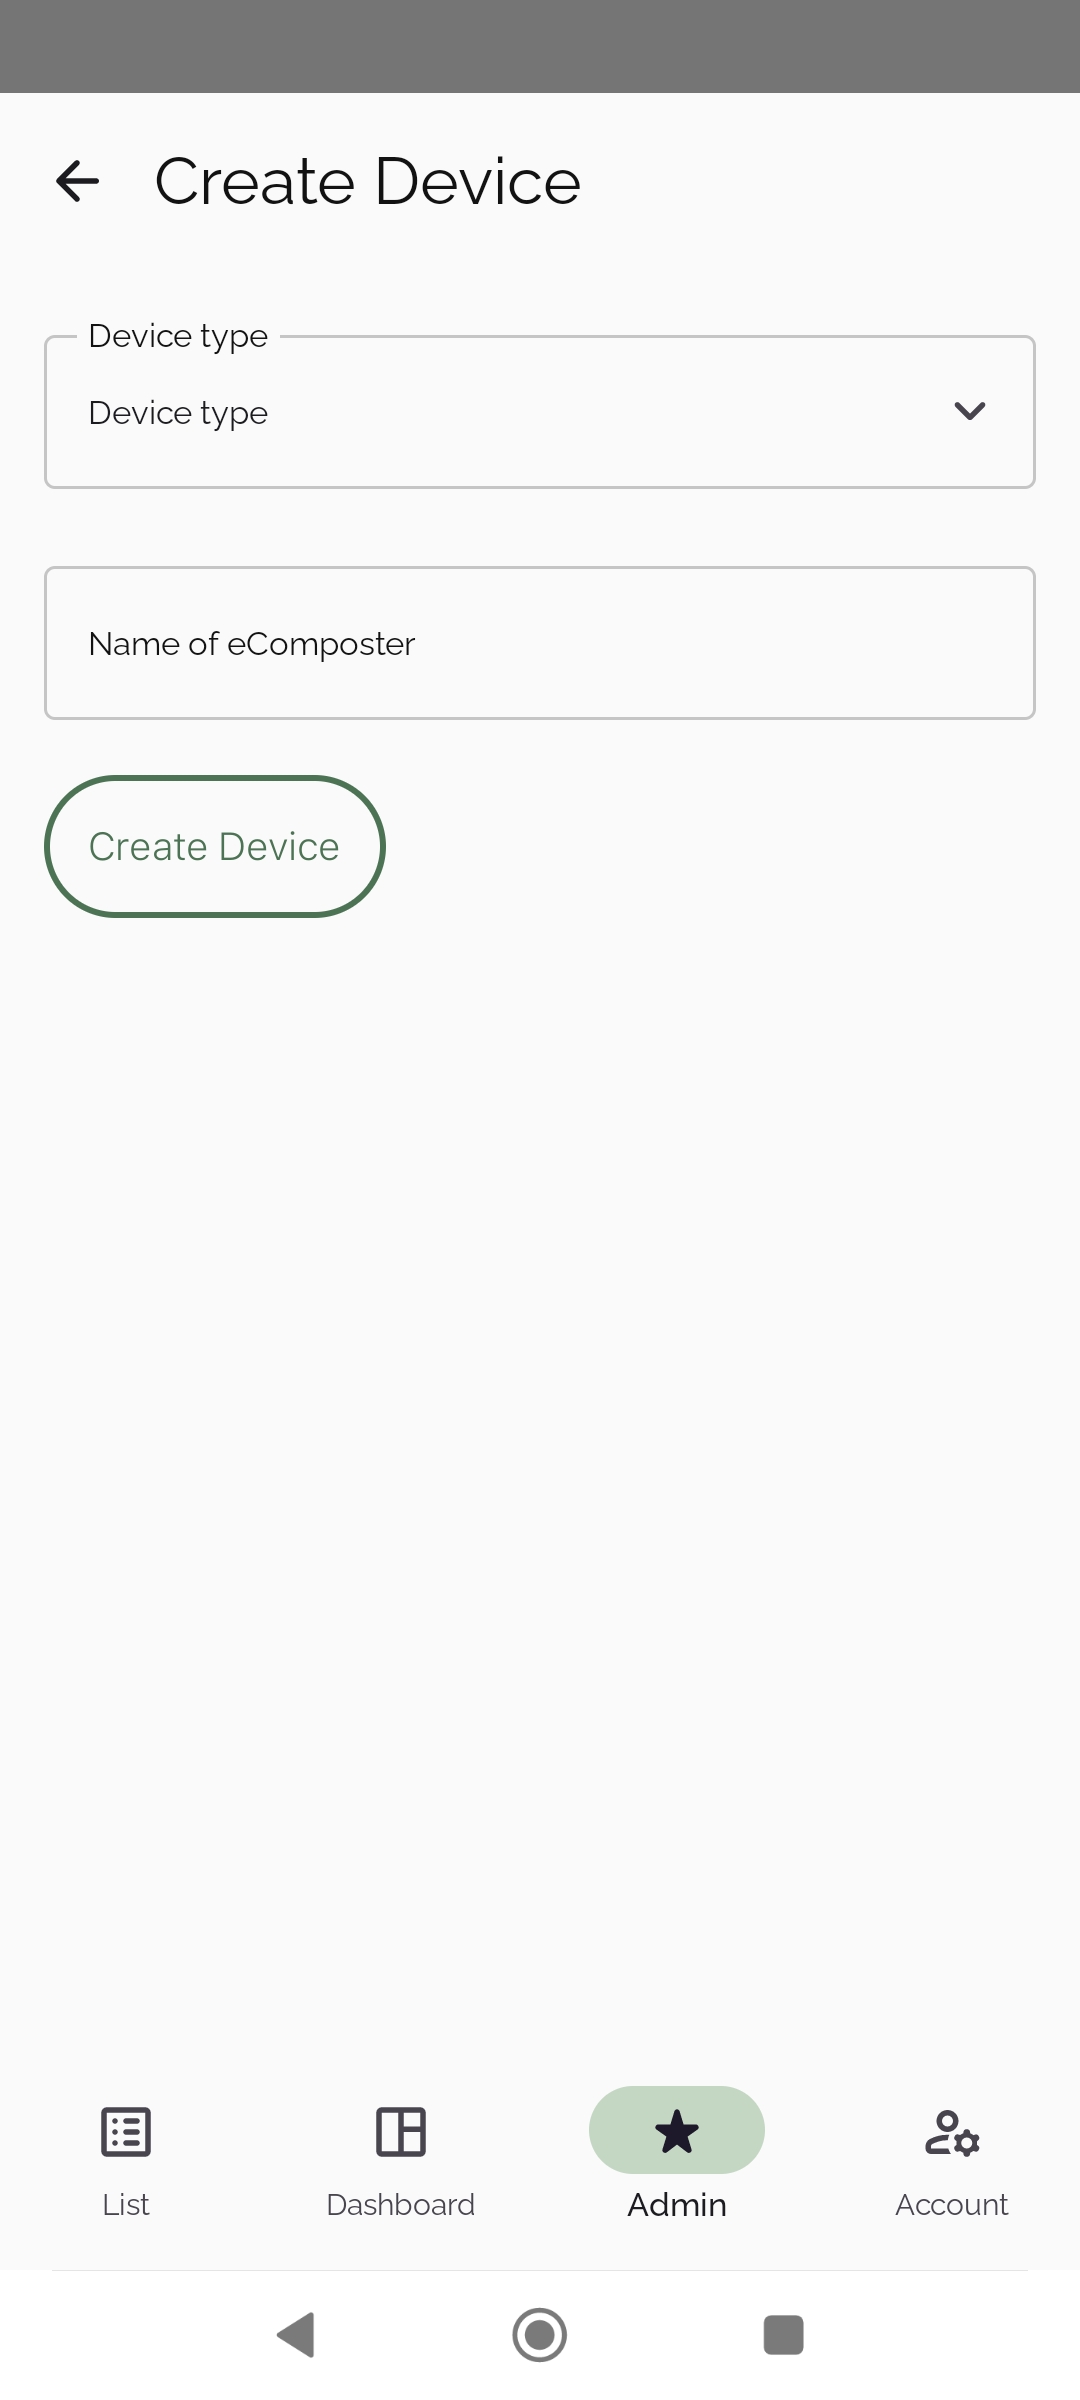 Create Device
Device type
Device type
Name of eComposter
Create Device
List
Dashboard
Admin
Account